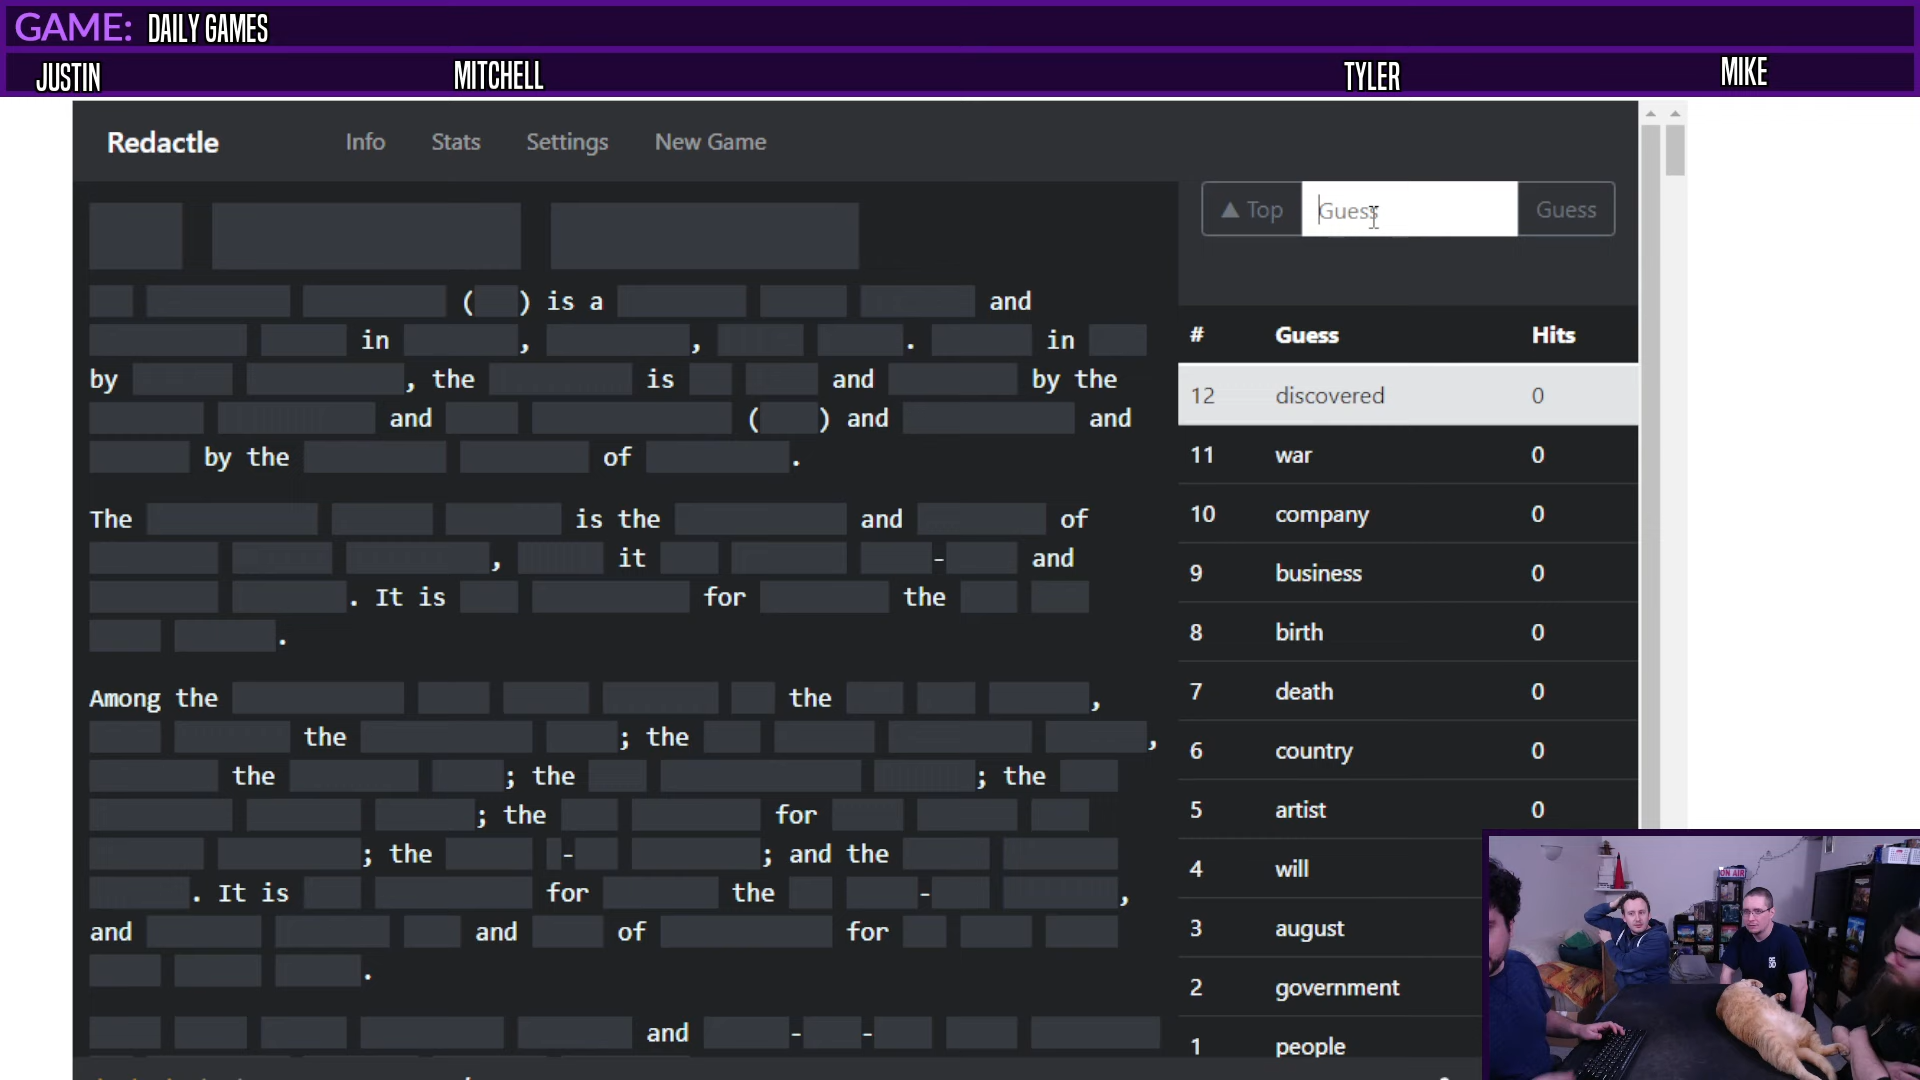 GAME: DAILY GAMES
JUSTIN MITCHELL TYLER MIKE
Redactle Info Stats Settings New Game
▲ Top Guess Guess
( ) is a and
in , , . in
by , the is and by the
and ( ) and and
by the of .
The is the and of
, it - and
. It is for the
.
Among the the ,
the ; the ,
the ; the ; the
; the for
; the - ; and the
. It is for the - ,
and and of for
.
and - -
# Guess Hits
12 discovered 0
11 war 0
10 company 0
9 business 0
8 birth 0
7 death 0
6 country 0
5 artist 0
4 will
3 august
2 government
1 people
ON AIR